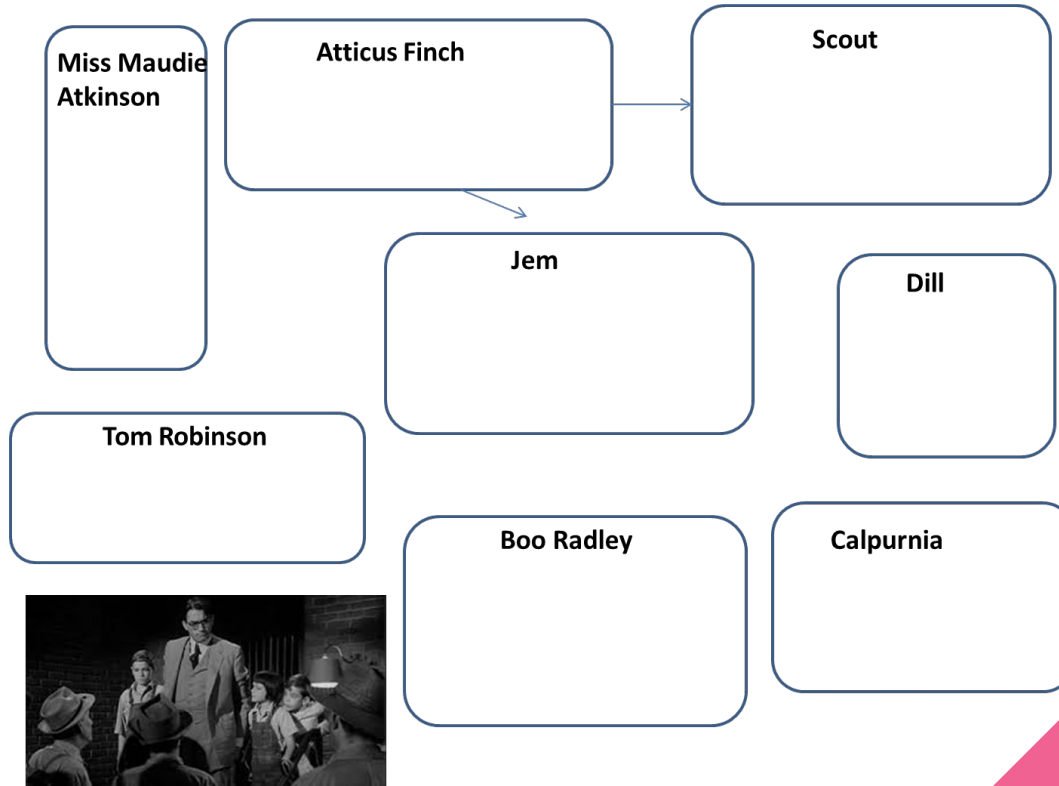 Miss Maudie
Atkinson
Atticus Finch
Scout
Jem
Dill
Tom Robinson
Boo Radley
Calpurnia